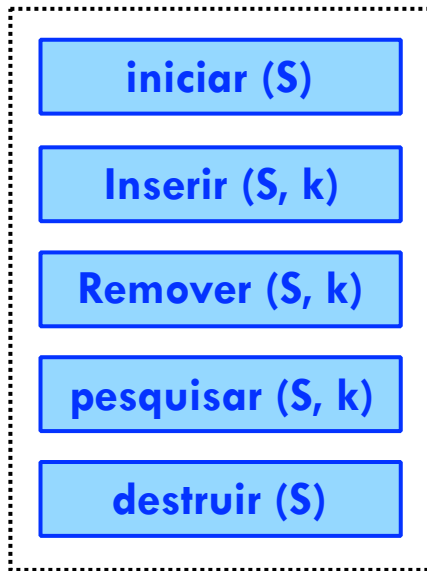 iniciar (S)
Inserir (S, k)
Remover (S, k)
pesquisar (S, k)
destruir (S)